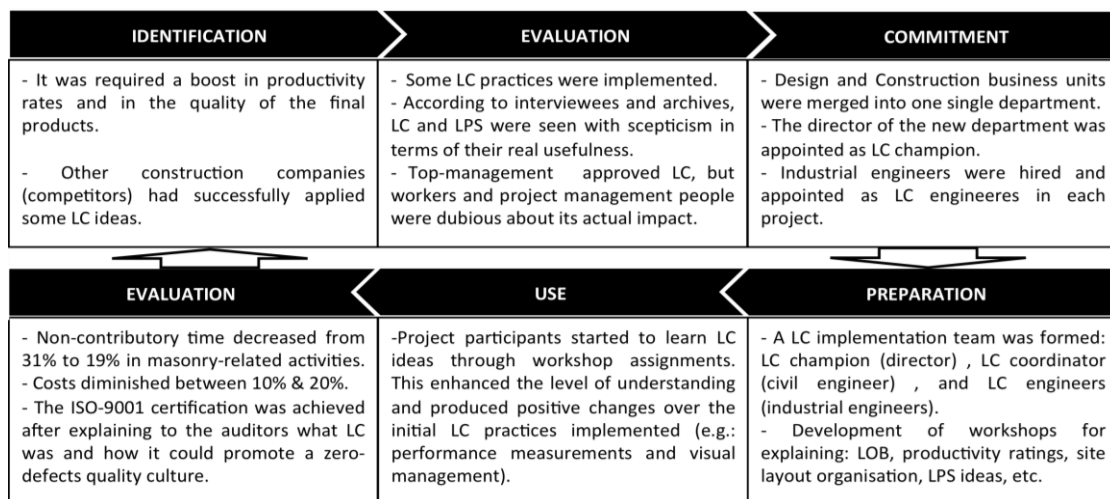 IDENTIFICATION
- It was required a boost in productivity
rates and in the quality of the final
products.
- Other construction companies
(competitors) had successfully applied
some LC ideas.
EVALUATION
- Some LC practices were implemented.
- According to interviewees and archives,
LC and LPS were seen with scepticism in
terms of their real usefulness.
- Top-management approved LC, but
workers and project management people
were dubious about its actual impact.
COMMITMENT
- Design and Construction business units
were merged into one single department.
- The director of the new department was
appointed as LC champion.
- Industrial engineers were hired and
appointed as LC engineeres in each
project.
PREPARATION
- A LC implementation team was formed:
LC champion (director) , LC coordinator
(civil engineer) , and LC engineers
(industrial engineers).
- Development of workshops for
explaining: LOB, productivity ratings, site
layout organisation, LPS ideas, etc.
USE
-Project participants started to learn LC
ideas through workshop assignments.
This enhanced the level of understanding
and produced positive changes over the
initial LC practices implemented (e.g.:
performance measurements and visual
management).
EVALUATION
- Non-contributory time decreased from
31% to 19% in masonry-related activities.
- Costs diminished between 10% & 20%.
- The ISO-9001 certification was achieved
after explaining to the auditors what LC
was and how it could promote a zero-
defects quality culture.